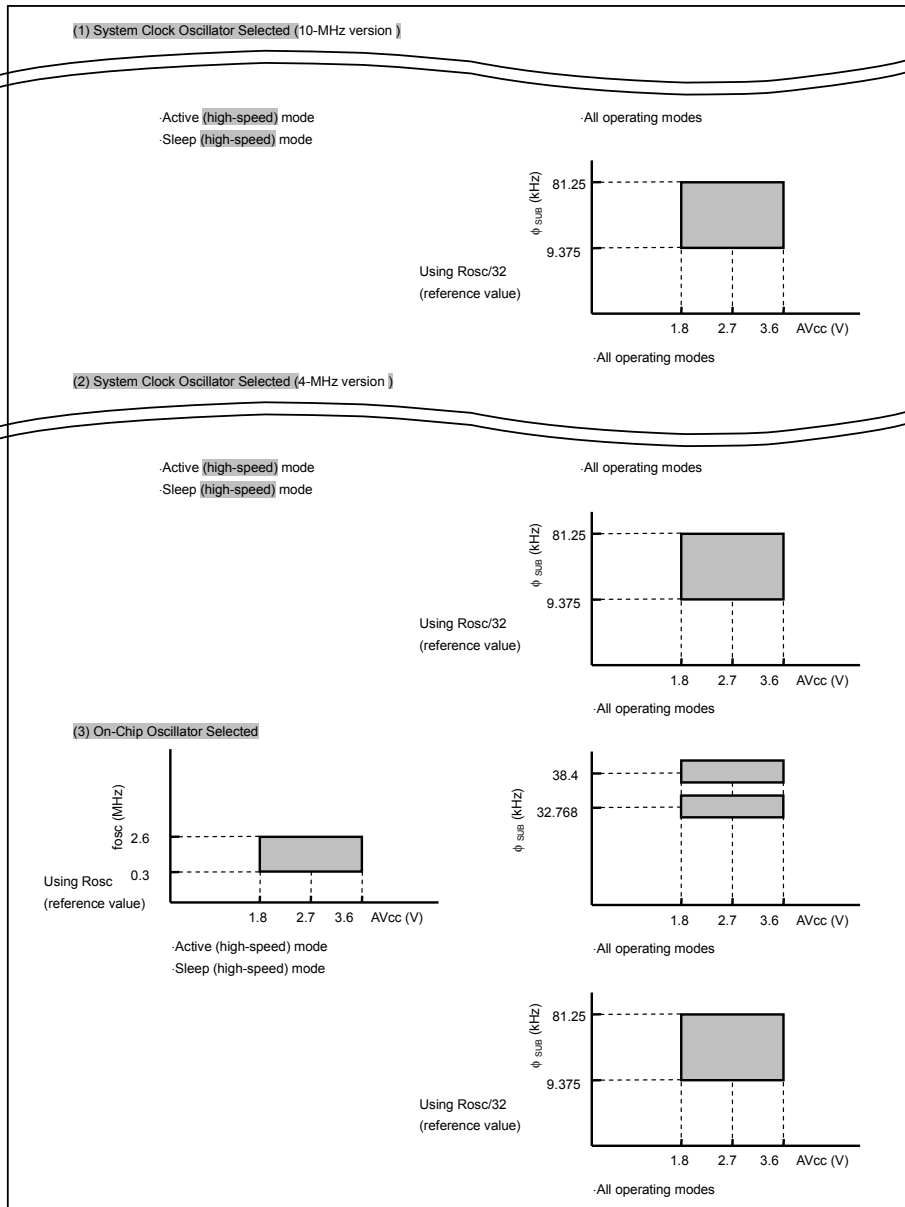 (1) System Clock Oscillator Selected (10-MHz version )
·Active (high-speed) mode
·Sleep (high-speed) mode
·All operating modes
φ SUB (kHz)
81.25
9.375
Using Rosc/32
(reference value)
1.8 2.7 3.6 AVcc (V)
·All operating modes
(2) System Clock Oscillator Selected (4-MHz version )
·Active (high-speed) mode
·Sleep (high-speed) mode
·All operating modes
φ SUB (kHz)
81.25
9.375
Using Rosc/32
(reference value)
1.8 2.7 3.6 AVcc (V)
·All operating modes
(3) On-Chip Oscillator Selected
fosc (MHz)
2.6
0.3
Using Rosc
(reference value)
1.8 2.7 3.6 AVcc (V)
·Active (high-speed) mode
·Sleep (high-speed) mode
φ SUB (kHz)
38.4
32.768
1.8 2.7 3.6 AVcc (V)
·All operating modes
φ SUB (kHz)
81.25
9.375
Using Rosc/32
(reference value)
1.8 2.7 3.6 AVcc (V)
·All operating modes